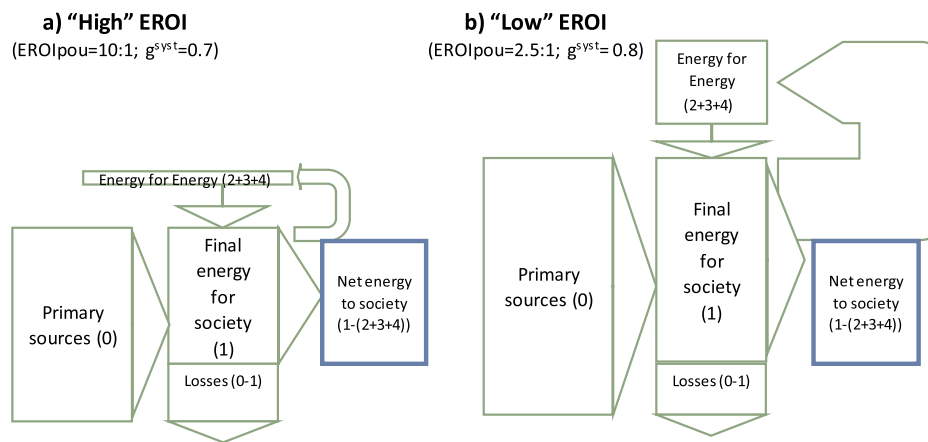 a) “High” EROI
(EROIpou=10:1; gsyst=0.7)
Energy for Energy (2+3+4)
Primary
sources (0)
Final
energy
for
society
(1)
Losses (0-1)
Net energy
to society
(1-(2+3+4))
b) “Low” EROI
(EROIpou=2.5:1; gsyst= 0.8)
Energy for
Energy
(2+3+4)
Primary
sources (0)
Final
energy
for
society
(1)
Losses (0-1)
Net energy
to society
(1-(2+3+4))